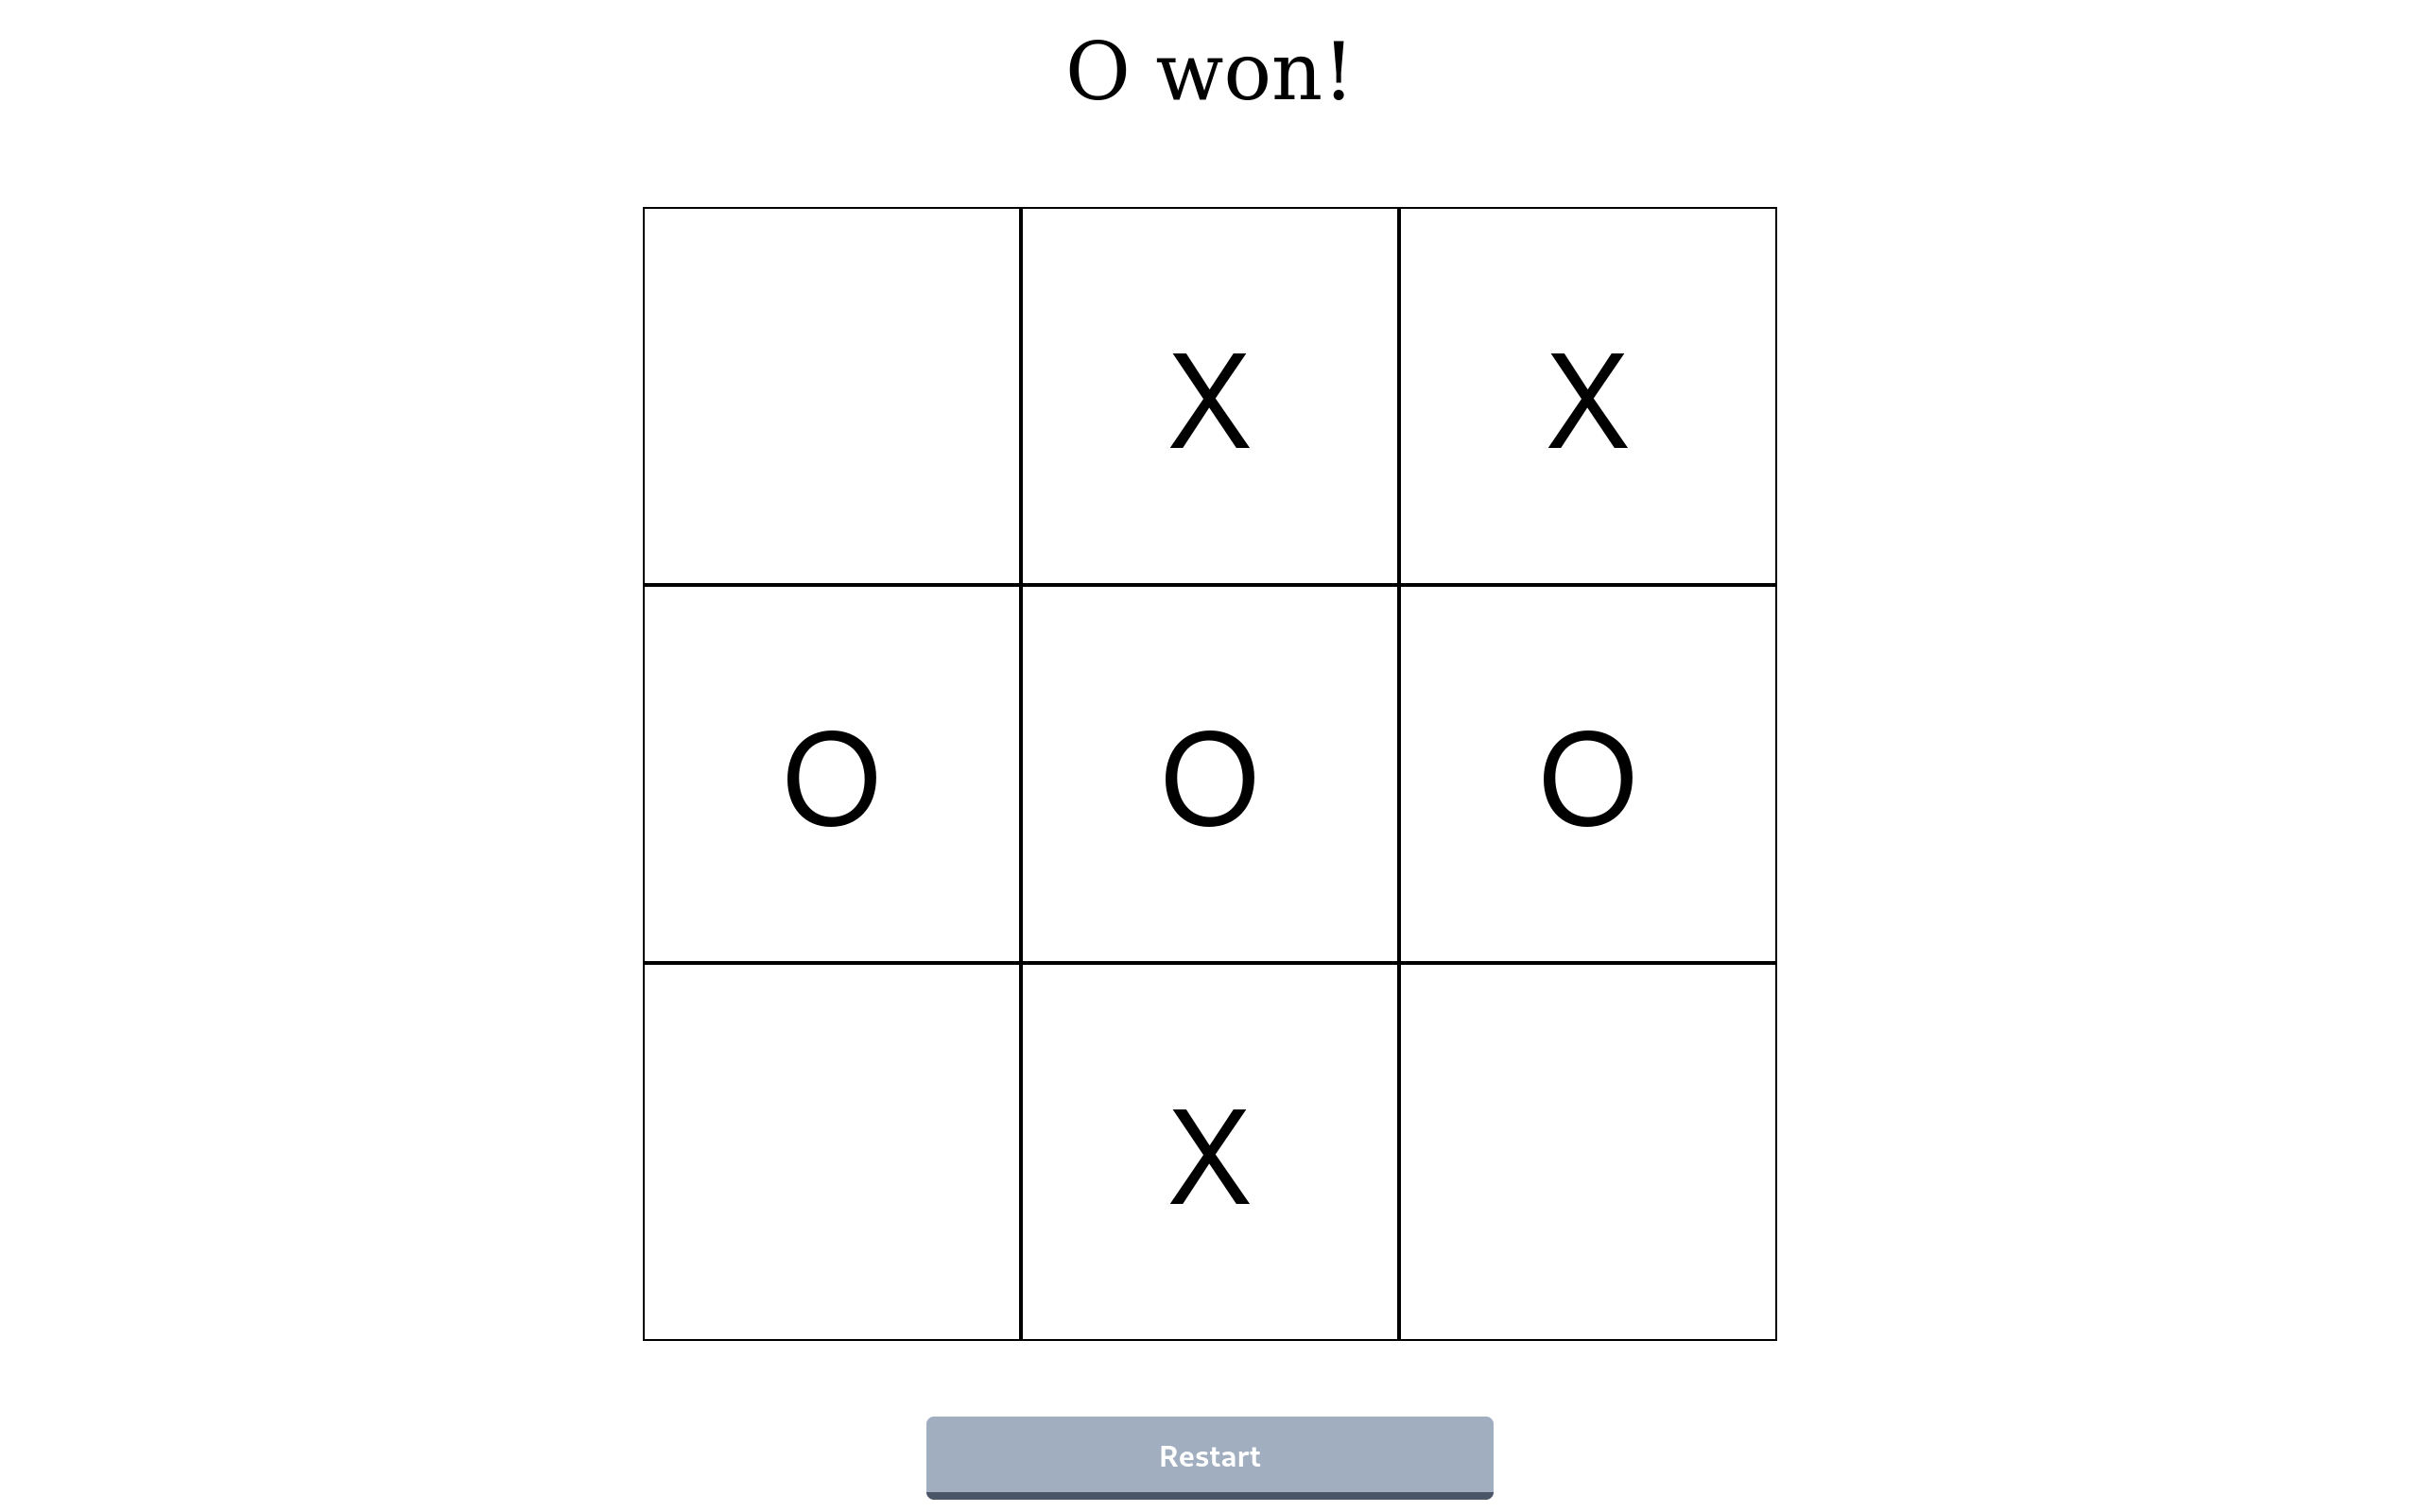 O won!
X X
O O O
X
Restart